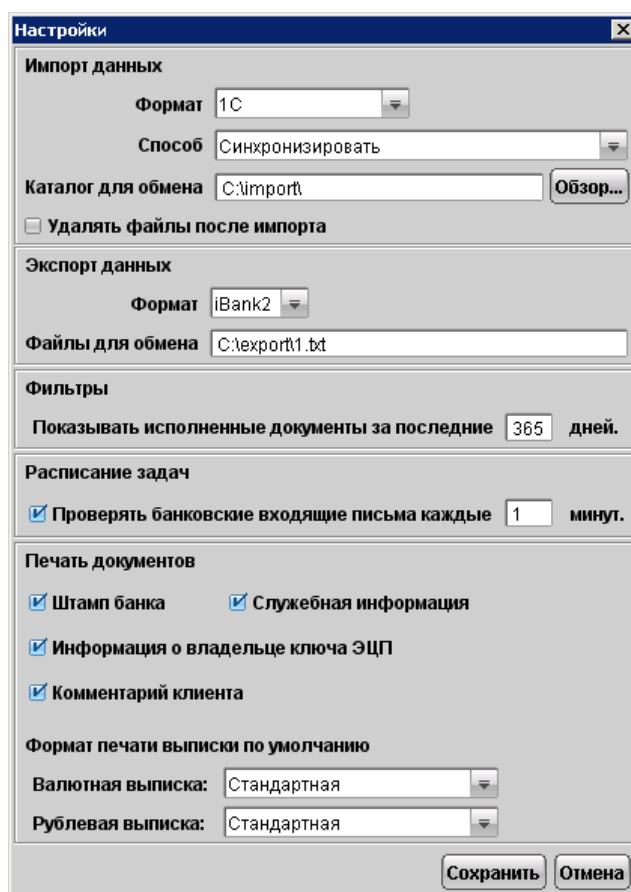 Настройки
Импорт данных
Формат 1С
Способ Синхронизировать
Каталог для обмена C:\import\ Обзор...
Удалять файлы после импорта
Экспорт данных
Формат iBank2
Файлы для обмена C:\export\1.txt
Фильтры
Показывать исполненные документы за последние 365 дней.
Расписание задач
Проверять банковские входящие письма каждые 1 минут.
Печать документов
Штамп банка Служебная информация
Информация о владельце ключа ЭЦП
Комментарий клиента
Формат печати выписки по умолчанию
Валютная выписка: Стандартная
Рублевая выписка: Стандартная
Сохранить Отмена